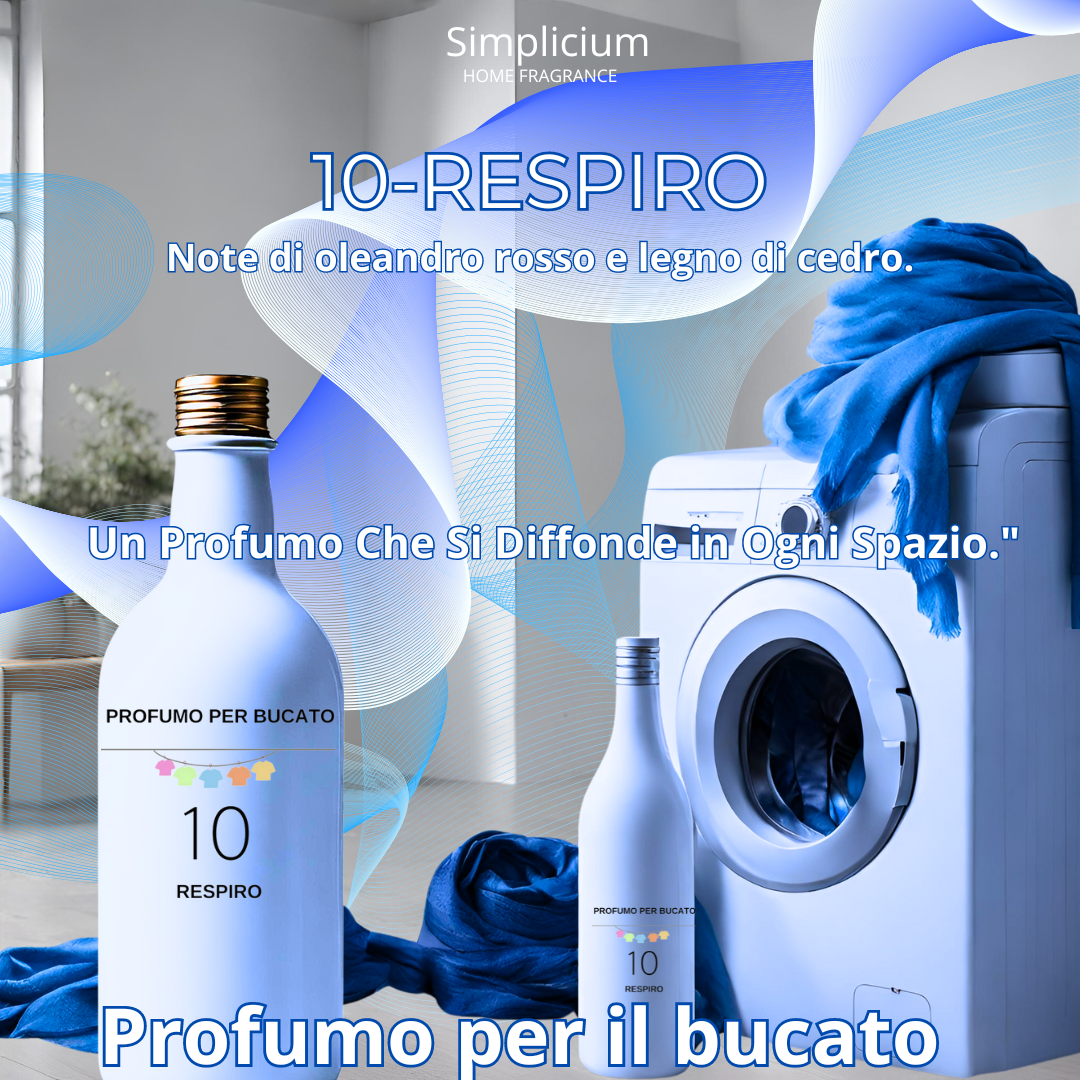 Simplicium
HOME FRAGRANCE
10-RESPIRO
Note di oleandro rosso e legno di cedro.
Un Profumo Che Si Diffonde in Ogni Spazio."
PROFUMO PER BUCATO
10
RESPIRO
PROFUMO PER BUCATO
10
RESPIRO
Profumo per il bucato